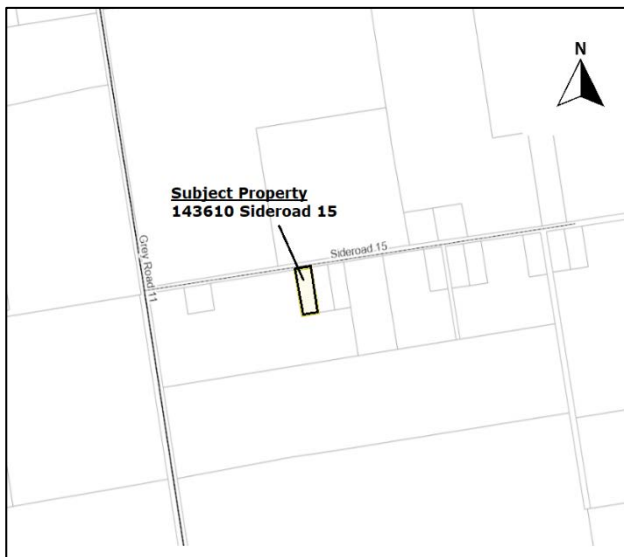 N
Subject Property
143610 Sideroad 15
Sideroad 15
Grey Road 11